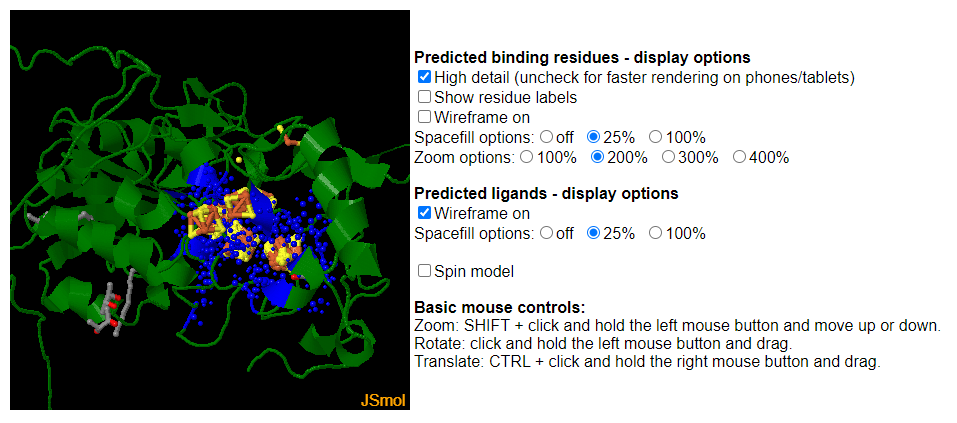 Predicted binding residues - display options
High detail (uncheck for faster rendering on phones/tablets)
Show residue labels
Wireframe on
Spacefill options: off 25% 100%
Zoom options: 100% 200% 300% 400%
Predicted ligands - display options
Wireframe on
Spacefill options: off 25% 100%
Spin model
Basic mouse controls:
Zoom: SHIFT + click and hold the left mouse button and move up or down.
Rotate: click and hold the left mouse button and drag.
Translate: CTRL + click and hold the right mouse button and drag.
JSmol